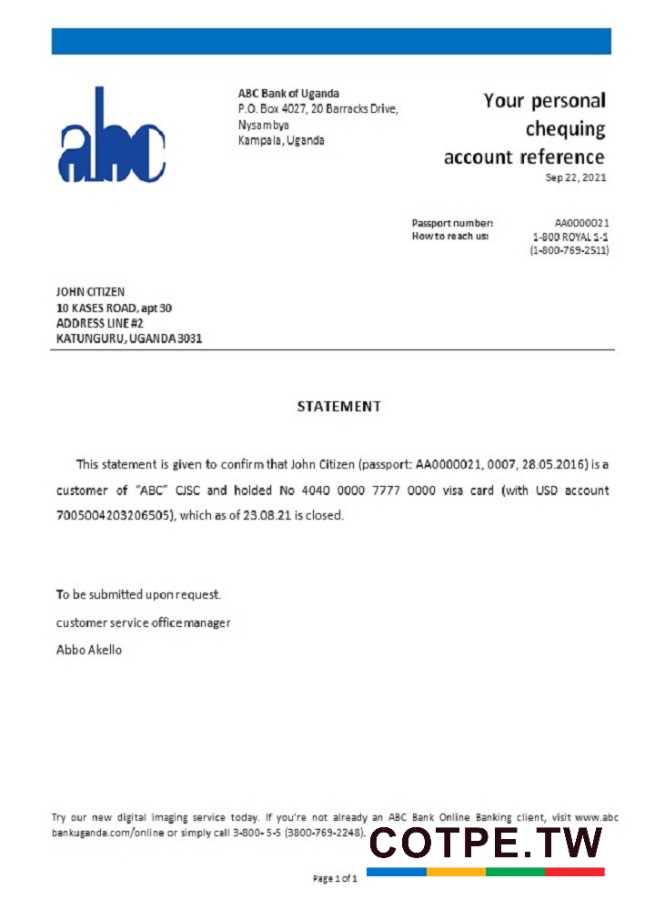 abc
ABC Bank of Uganda
P.O. Box 4027, 20 Barracks Drive,
Nysambya
Kampala, Uganda
Your personal
chequing
account reference
Sep 22, 2021
Passport number: AA0000021
How to reach us: 1-800 ROYAL 1-1
(1-800-769-2511)
JOHN CITIZEN
10 KASES ROAD, apt 30
ADDRESS LINE #2
KATUNGURU, UGANDA 3031
STATEMENT
This statement is given to confirm that John Citizen (passport: AA0000021, 0007, 28.05.2016) is a
customer of "ABC" CJSC and holded No 4040 0000 7777 0000 visa card (with USD account
7005004203206505), which as of 23.08.21 is closed.
To be submitted upon request.
customer service office manager
Abbo Akello
Try our new digital imaging service today. If you're not already an ABC Bank Online Banking client, visit www.abc
bankuganda.com/online or simply call 3-800- 5-5 (3800-769-2248).
COTPE.TW
Page 1 of 1